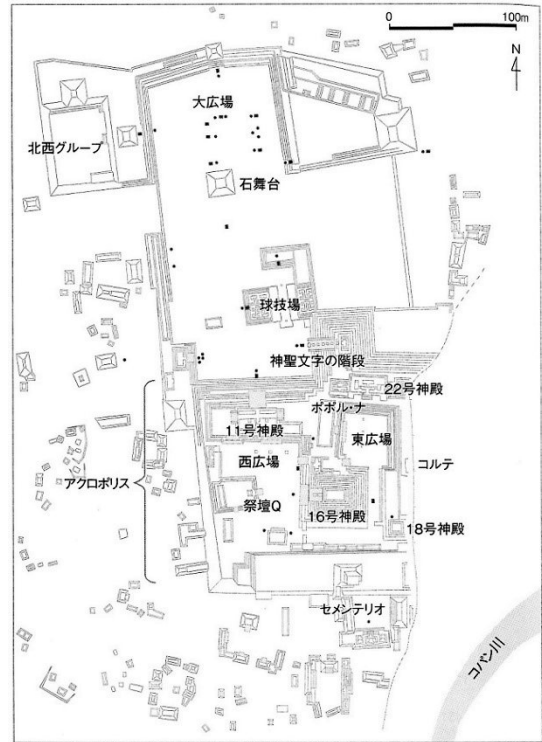 0 100m
N
大広場
北西グループ
石舞台
球技場
神聖文字の階段
22号神殿
ポポル・ナ
11号神殿
東広場
西広場
コルテ
アクロポリス
祭壇Q
16号神殿
18号神殿
セメンテリオ
コパン川